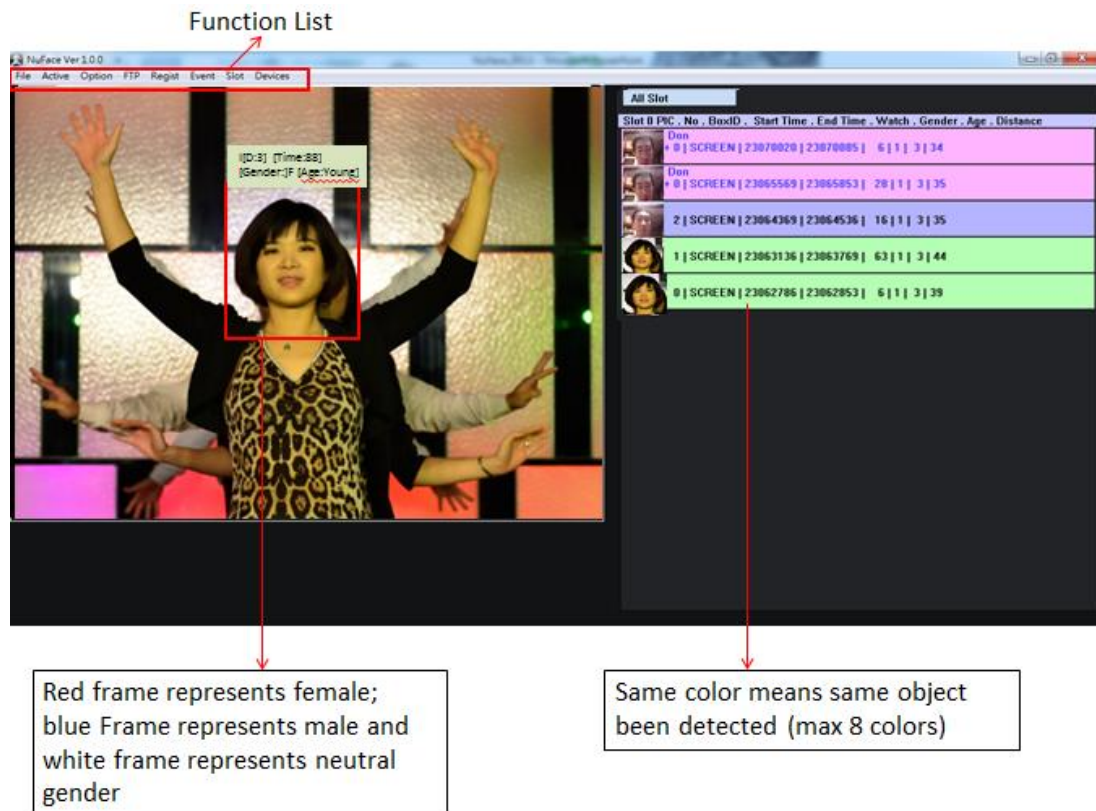 Function List
NuFace Ver 1.0.0
File Active Option FTP Regist Event Slot Devices
I[D:3] [Time:88]
[Gender:]F [Age:Young]
All Slot
Slot 0 PIC . No . BoxID . Start Time . End Time . Watch . Gender . Age . Distance
Don
+ 0 | SCREEN | 23070020 | 23070085 | 6 | 1 | 3 | 34
Don
+ 0 | SCREEN | 23065569 | 23065853 | 28 | 1 | 3 | 35
2 | SCREEN | 23064369 | 23064536 | 16 | 1 | 3 | 35
1 | SCREEN | 23063136 | 23063769 | 63 | 1 | 3 | 44
0 | SCREEN | 23062786 | 23062853 | 6 | 1 | 3 | 39
Red frame represents female;
blue Frame represents male and
white frame represents neutral
gender
Same color means same object
been detected (max 8 colors)